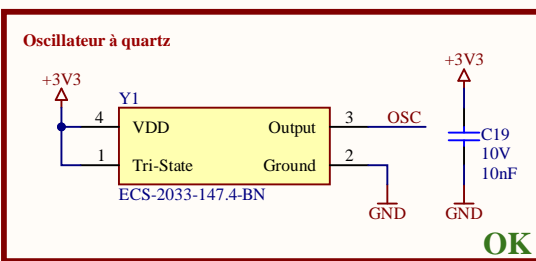 Oscillateur à quartz
+3V3
+3V3
Y1
4
VDD
Output
3
OSC
1
Tri-State
Ground
2
ECS-2033-147.4-BN
C19
10V
10nF
GND
GND
OK